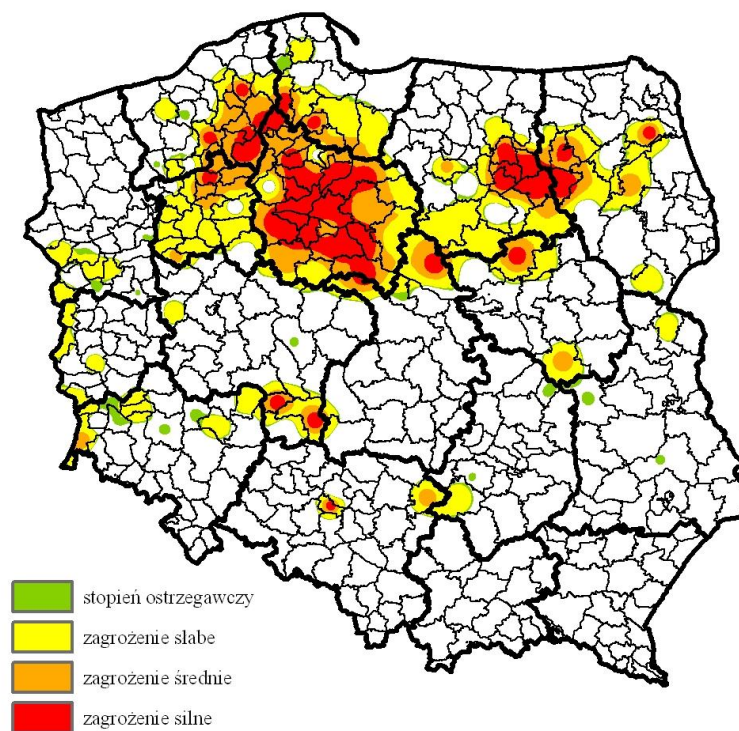 stopień ostrzegawczy
zagrożenie słabe
zagrożenie średnie
zagrożenie silne